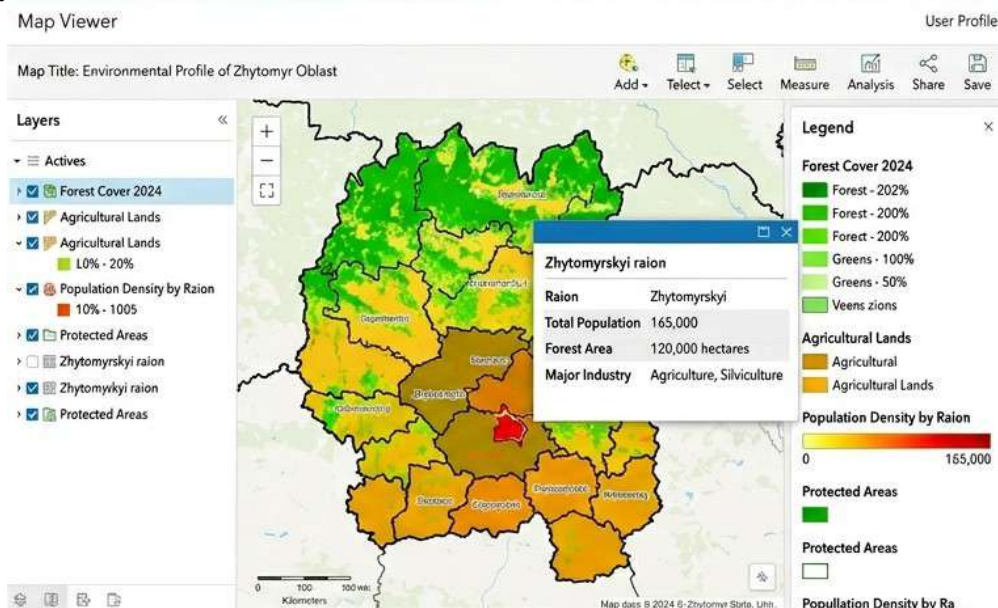 Map Viewer
User Profile
Map Title: Environmental Profile of Zhytomyr Oblast
Add
Telect
Select
Measure
Analysis
Share
Save
Layers
Actives
Forest Cover 2024
Agricultural Lands
Agricultural Lands
L0% - 20%
Population Density by Rzion
10% - 1005
Protected Areas
Zhytomyrskyi raion
Zhytomykyi raion
Protected Areas
Zhytomyrskyi raion
Raion Zhytomyrskyi
Total Population 165,000
Forest Area 120,000 hectares
Major Industry Agriculture, Silviculture
0 100
Kilometers
Map dass 8 2024
Legend
Forest Cover 2024
Forest - 202%
Forest - 200%
Forect - 200%
Greens - 100%
Greens - 50%
Veens zions
Agricultural Lands
Agricultural
Agricultural Lands
Population Density by Raion
0 165,000
Protected Areas
Protected Areas
Popullation Density by Ra